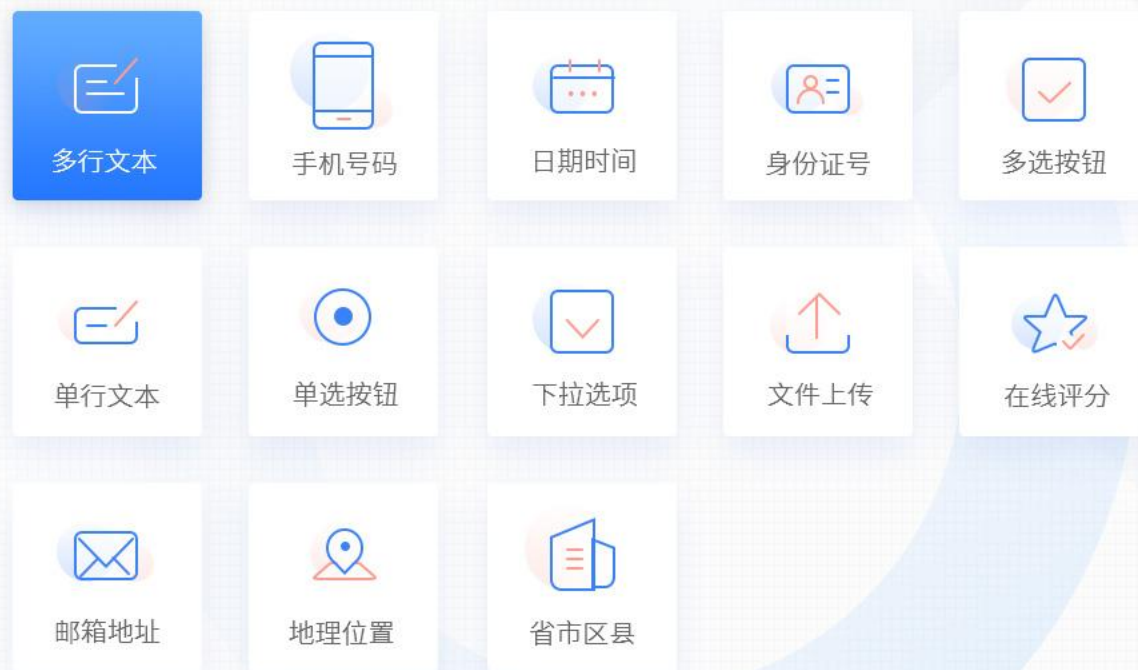 多行文本
手机号码
日期时间
身份证号
多选按钮
单行文本
单选按钮
下拉选项
文件上传
在线评分
邮箱地址
地理位置
省市区县